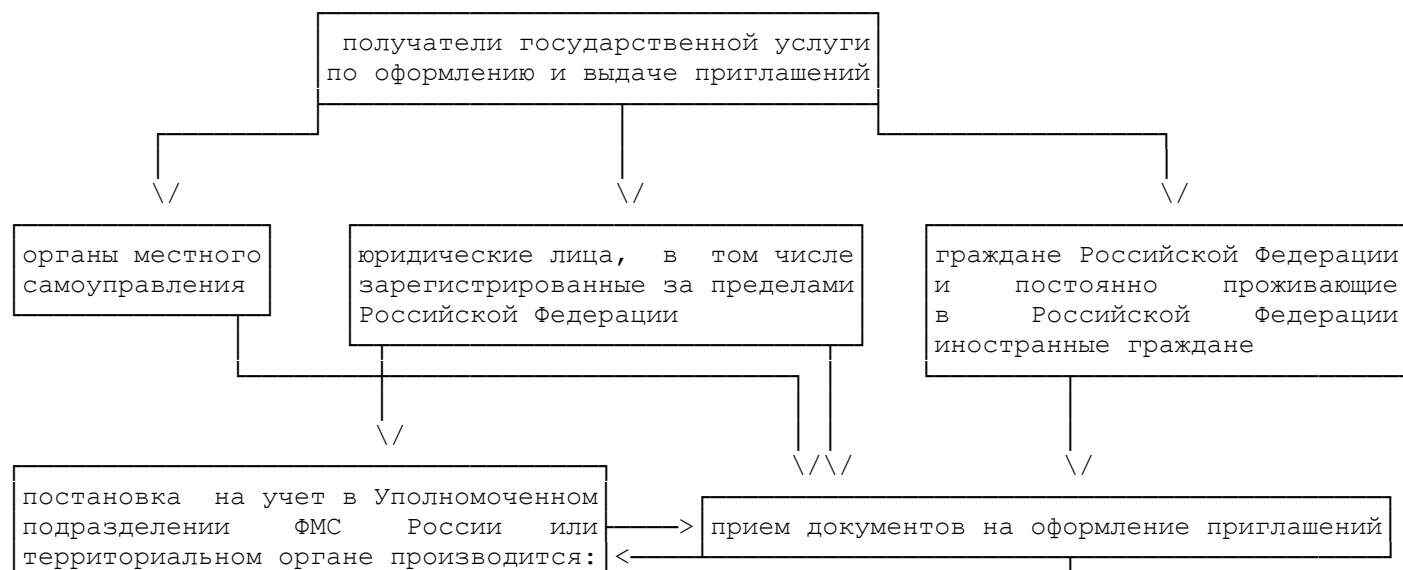 получатели государственной услуги
по оформлению и выдаче приглашений
органы местного
самоуправления
юридические лица, в том числе
зарегистрированные за пределами
Российской Федерации
граждане Российской Федерации
и постоянно проживающие
в Российской Федерации
иностранные граждане
постановка на учет в Уполномоченном
подразделении ФМС России или
территориальном органе производится:
прием документов на оформление приглашений